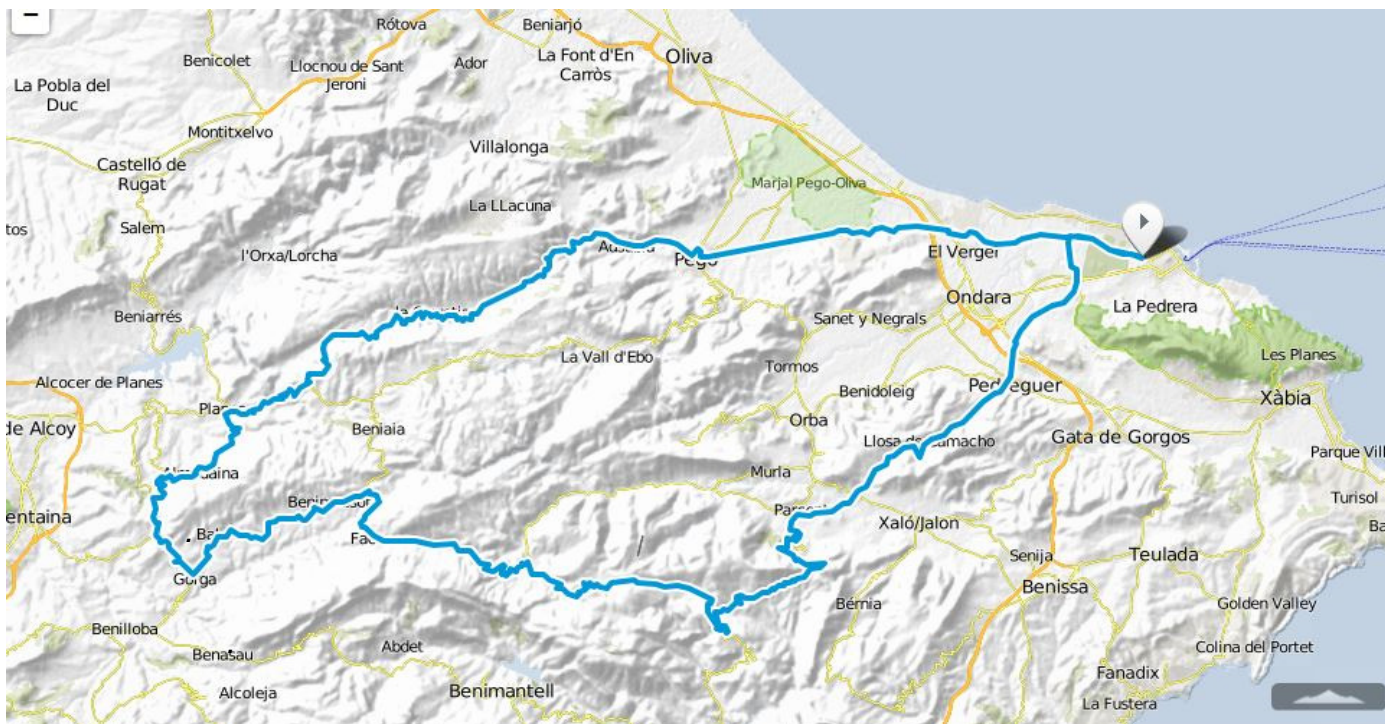 Rótova
Beniarjó
Benicolet
Llocnou de Sant
Jeroni
Ador
La Font d'En
Carròs
Oliva
La Pobla del
Duc
Montitxelvo
Castelló de
Rugat
Villalonga
Marjal Pego-Oliva
La LLacuna
Salem
tos
l'Orxa/Lorcha
Pego
El Verger
Ondara
La Pedrera
Beniarrés
Sanet y Negrals
Les Planes
La Vall d'Ebo
Tormos
Alcocer de Planes
Benidoleig
Pedreguer
Xàbia
de Alcoy
Beniaia
Orba
Gata de Gorgos
Parque Vil
Murla
Turisol
entaina
Xaló/Jalon
Ba
Senija
Teulada
Gorga
Benissa
Bérnia
Golden Valley
Benilloba
Colina del Portet
Benasau
Abdet
Fanadix
Alcoleja
Benimantell
La Fustera